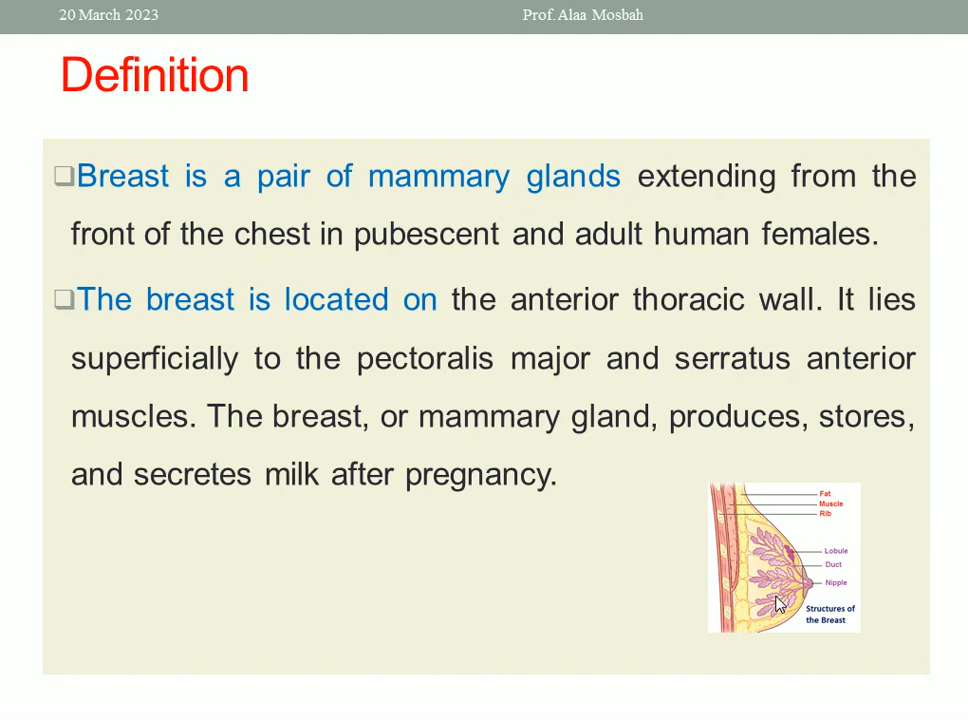 20 March 2023
Prof. Alaa Mosbah
Definition
❑Breast is a pair of mammary glands extending from the
front of the chest in pubescent and adult human females.
❑The breast is located on the anterior thoracic wall. It lies
superficially to the pectoralis major and serratus anterior
muscles. The breast, or mammary gland, produces, stores,
and secretes milk after pregnancy.
Fat
Muscle
Rib
Lobule
Duct
Nipple
Structures of
the Breast